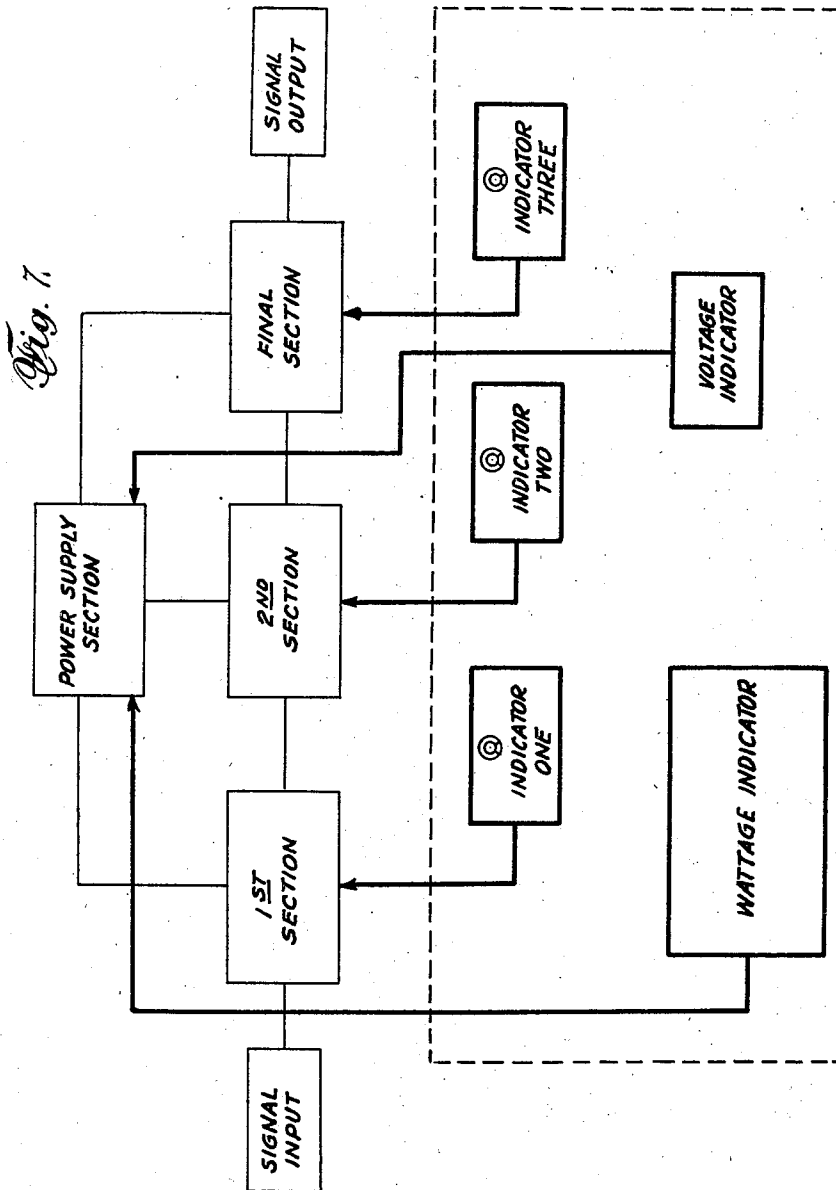 Fig. 7.
POWER SUPPLY
SECTION
SIGNAL
INPUT
1ST
SECTION
2ND
SECTION
FINAL
SECTION
SIGNAL
OUTPUT
INDICATOR
ONE
INDICATOR
TWO
INDICATOR
THREE
WATTAGE INDICATOR
VOLTAGE
INDICATOR